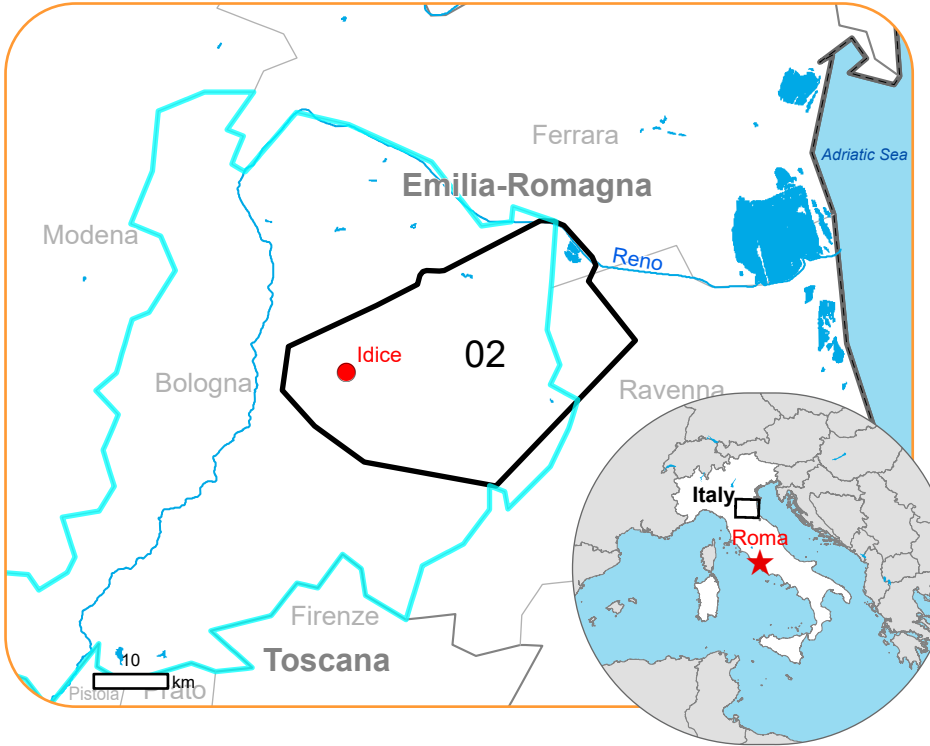 Ferrara
Adriatic Sea
Emilia-Romagna
Modena
Reno
Idice
02
Bologna
Ravenna
Italy
Roma
Firenze
Toscana
10
km
Pistoia
Prato